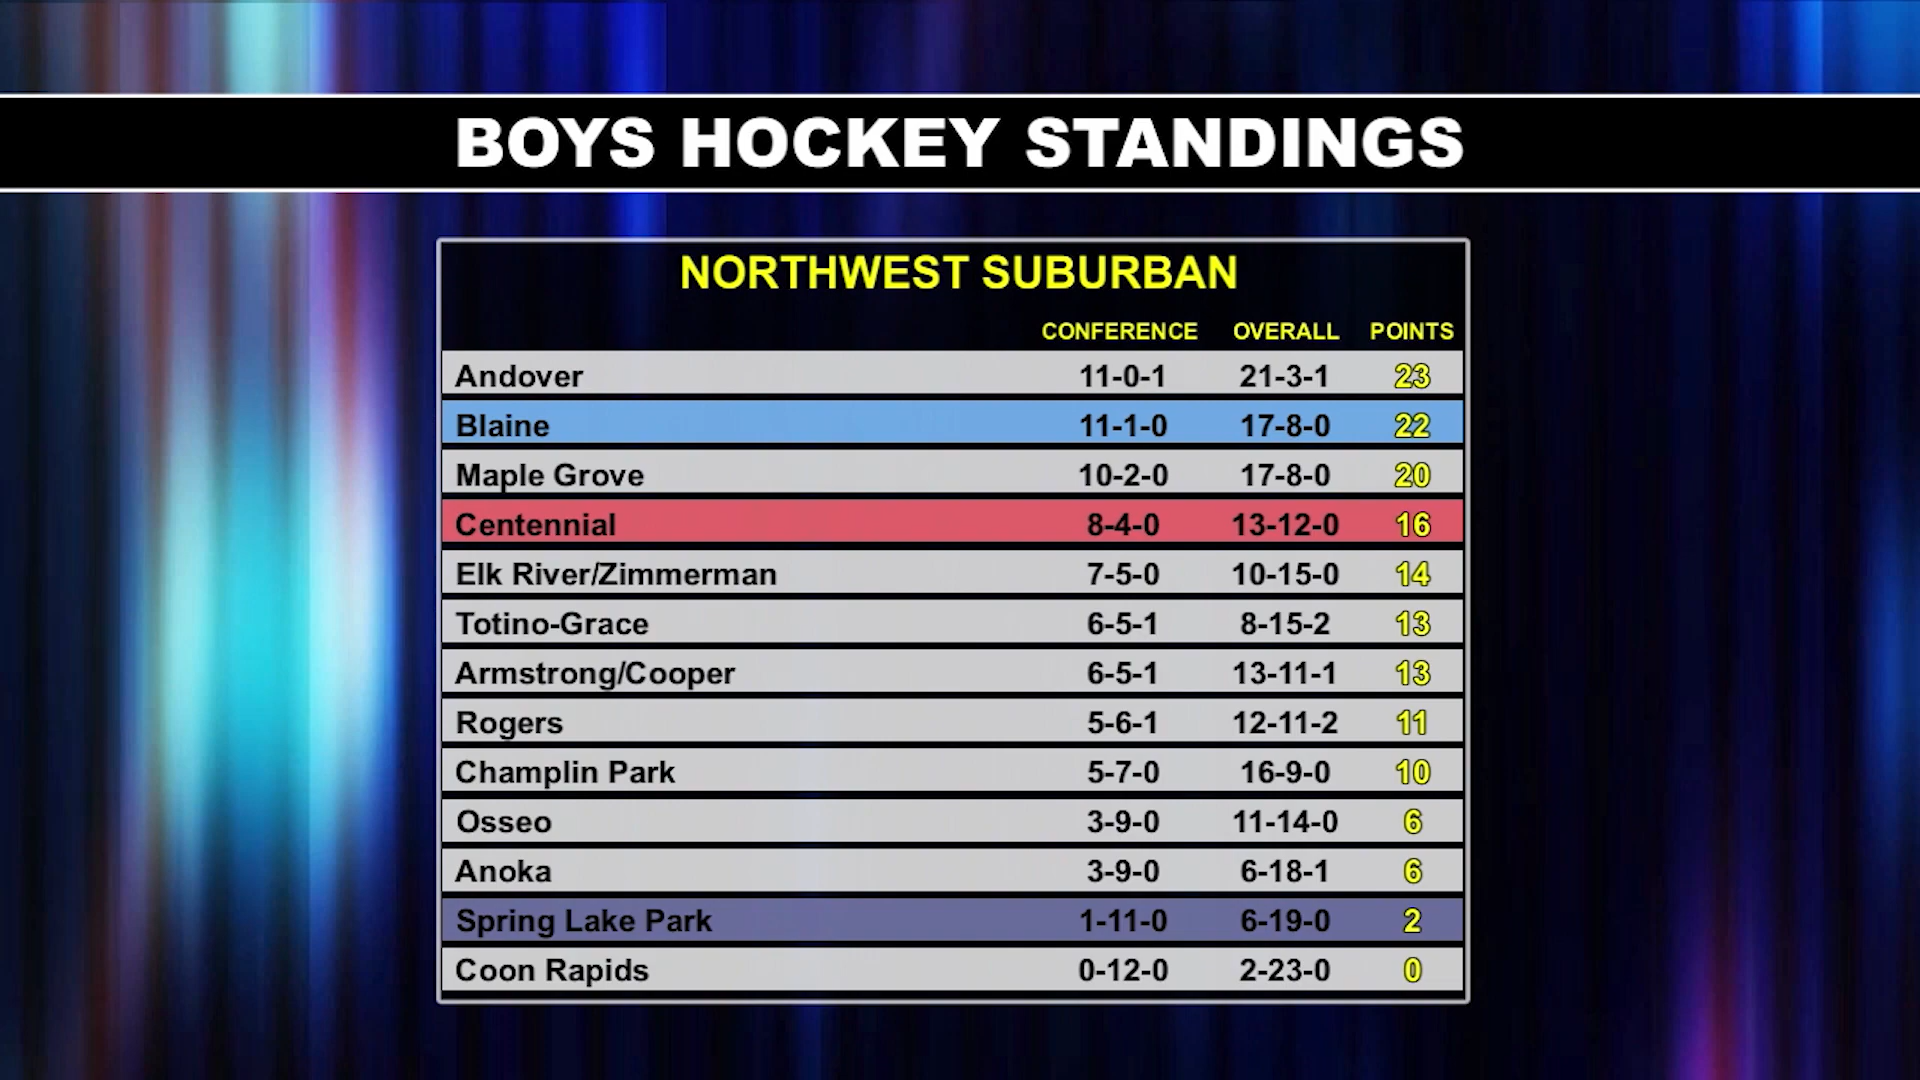 BOYS HOCKEY STANDINGS
NORTHWEST SUBURBAN
CONFERENCE OVERALL POINTS
Andover 11-0-1 21-3-1 23
Blaine 11-1-0 17-8-0 22
Maple Grove 10-2-0 17-8-0 20
Centennial 8-4-0 13-12-0 16
Elk River/Zimmerman 7-5-0 10-15-0 14
Totino-Grace 6-5-1 8-15-2 13
Armstrong/Cooper 6-5-1 13-11-1 13
Rogers 5-6-1 12-11-2 11
Champlin Park 5-7-0 16-9-0 10
Osseo 3-9-0 11-14-0 6
Anoka 3-9-0 6-18-1 6
Spring Lake Park 1-11-0 6-19-0 2
Coon Rapids 0-12-0 2-23-0 0